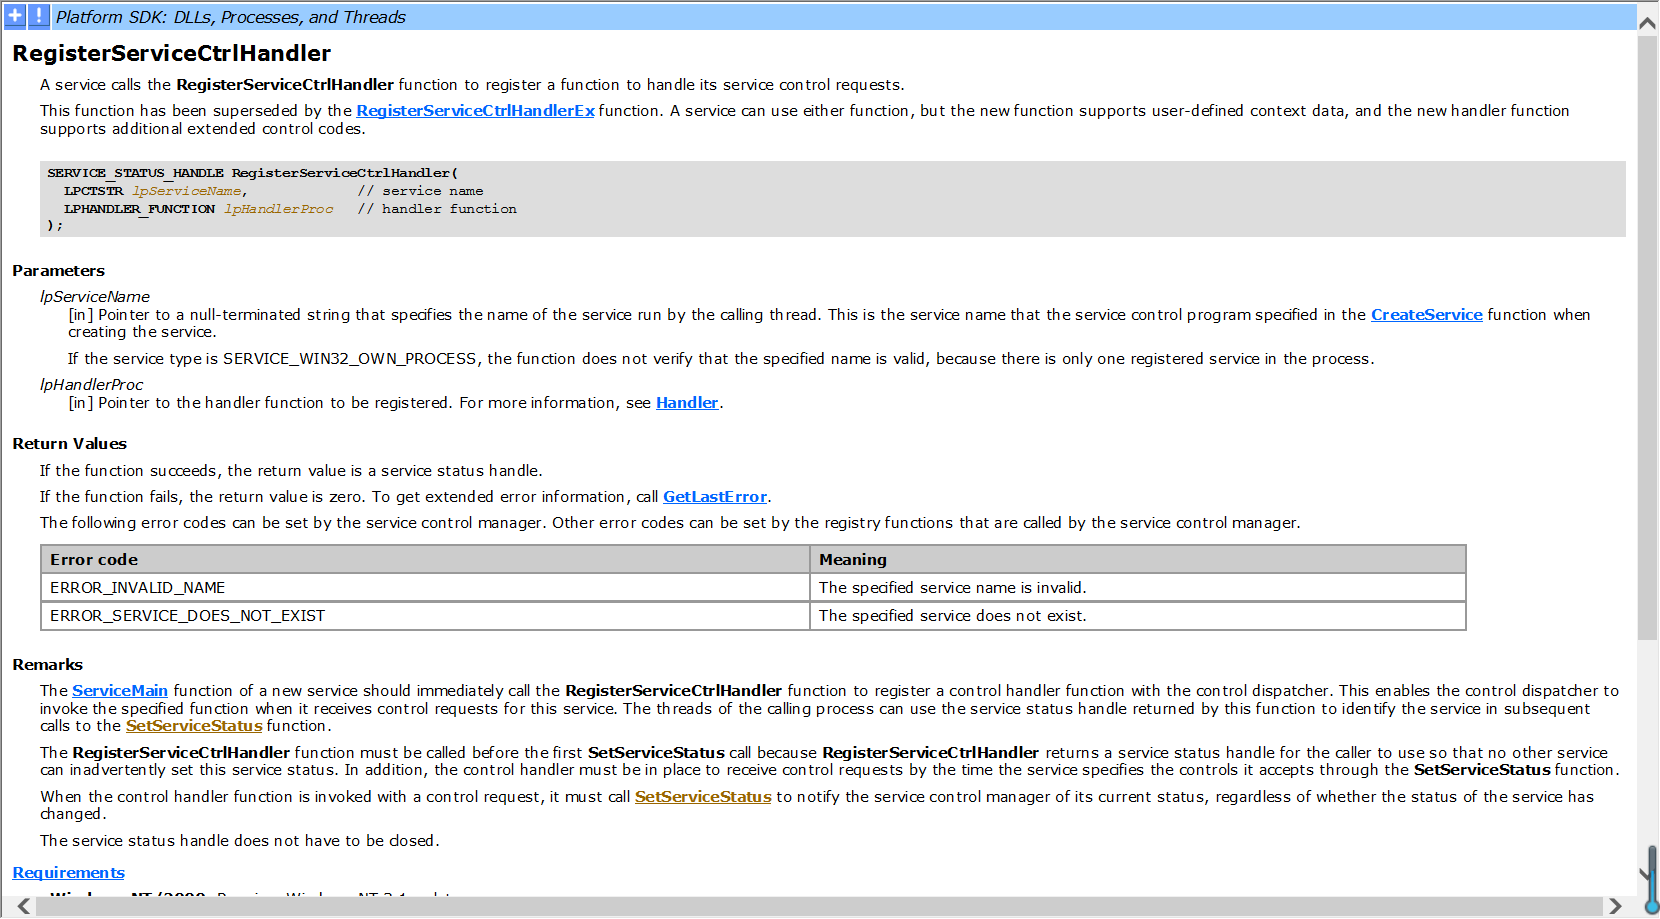 Platform SDK: DLLs, Processes, and Threads
RegisterServiceCtrlHandler
A service calls the RegisterServiceCtrlHandler function to register a function to handle its service control requests.
This function has been superseded by the RegisterServiceCtrlHandlerEx function. A service can use either function, but the new function supports user-defined context data, and the new handler function
supports additional extended control codes.
SERVICE_STATUS_HANDLE RegisterServiceCtrlHandler(
LPCTSTR lpServiceName, // service name
LPHANDLER_FUNCTION lpHandlerProc // handler function
);
Parameters
lpServiceName
[in] Pointer to a null-terminated string that specifies the name of the service run by the calling thread. This is the service name that the service control program specified in the CreateService function when
creating the service.
If the service type is SERVICE_WIN32_OWN_PROCESS, the function does not verify that the specified name is valid, because there is only one registered service in the process.
lpHandlerProc
[in] Pointer to the handler function to be registered. For more information, see Handler.
Return Values
If the function succeeds, the return value is a service status handle.
If the function fails, the return value is zero. To get extended error information, call GetLastError.
The following error codes can be set by the service control manager. Other error codes can be set by the registry functions that are called by the service control manager.
Error code Meaning
ERROR_INVALID_NAME The specified service name is invalid.
ERROR_SERVICE_DOES_NOT_EXIST The specified service does not exist.
Remarks
The ServiceMain function of a new service should immediately call the RegisterServiceCtrlHandler function to register a control handler function with the control dispatcher. This enables the control dispatcher to
invoke the specified function when it receives control requests for this service. The threads of the calling process can use the service status handle returned by this function to identify the service in subsequent
calls to the SetServiceStatus function.
The RegisterServiceCtrlHandler function must be called before the first SetServiceStatus call because RegisterServiceCtrlHandler returns a service status handle for the caller to use so that no other service
can inadvertently set this service status. In addition, the control handler must be in place to receive control requests by the time the service specifies the controls it accepts through the SetServiceStatus function.
When the control handler function is invoked with a control request, it must call SetServiceStatus to notify the service control manager of its current status, regardless of whether the status of the service has
changed.
The service status handle does not have to be closed.
Requirements